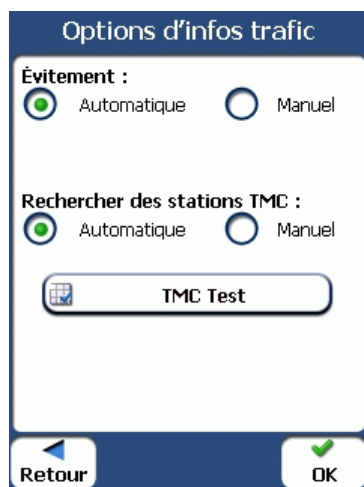 Options d'infos trafic
Évitement :
Automatique Manuel
Rechercher des stations TMC :
Automatique Manuel
TMC Test
Retour OK